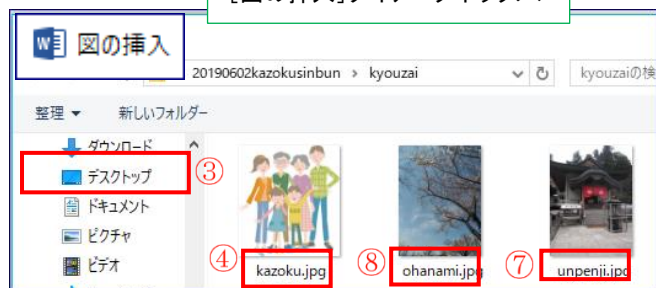 [図の挿入]ダイアログボックス
図の挿入
20190602kazokusinbun › kyouzai
kyouzaiの検
整理 ▼ 新しいフォルダー
ダウンロード
③ デスクトップ
ドキュメント
ピクチャ
ビデオ
④ kazoku.jpg
⑧ ohanami.jpg
⑦ unpenji.jpg